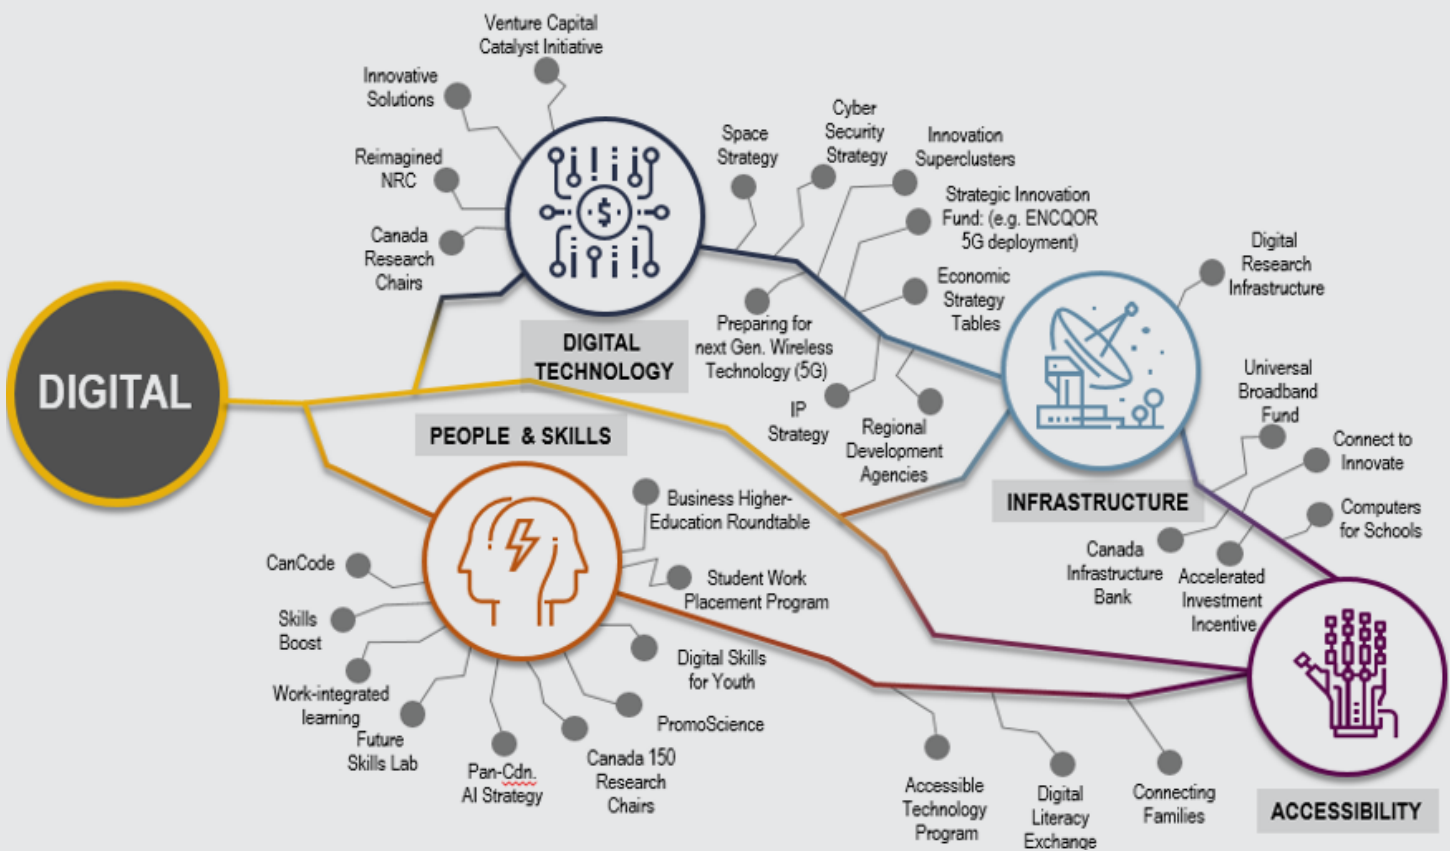 Venture Capital
Catalyst Initiative
Innovative
Solutions
Reimagined
NRC
Canada
Research
Chairs
$
Space
Strategy
Cyber
Security
Strategy
Innovation
Superclusters
Strategic Innovation
Fund: (e.g. ENCQOR
5G deployment)
Economic
Strategy
Tables
Digital
Research
Infrastructure
DIGITAL
DIGITAL
TECHNOLOGY
Preparing for
next Gen. Wireless
Technology (5G)
IP
Strategy
Regional
Development
Agencies
Universal
Broadband
Fund
Connect to
Innovate
Computers
for Schools
INFRASTRUCTURE
Canada
Infrastructure
Bank
Accelerated
Investment
Incentive
PEOPLE & SKILLS
Business Higher-
Education Roundtable
Student Work
Placement Program
CanCode
Skills
Boost
Work-integrated
learning
Future
Skills Lab
Pan-Cdn.
AI Strategy
Canada 150
Research
Chairs
PromoScience
Digital Skills
for Youth
Accessible
Technology
Program
Digital
Literacy
Exchange
Connecting
Families
ACCESSIBILITY